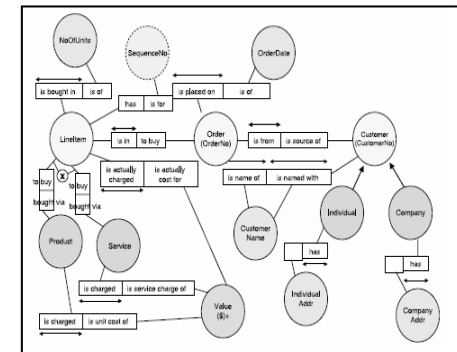 NoOfUnits
SequenceNo
OrderDate
is bought in
is of
is placed on
is of
has
is for
LineItem
is in
to buy
Order
(OrderNo)
is from
is source of
Customer
(CustomerNo)
is actually
charged
is actually
cost for
is name of
is named with
to buy
bought via
X
to buy
bought via
Product
Service
Customer
Name
Individual
Company
has
has
is charged
is service charge of
Value
($)+
Individual
Addr
Company
Addr
is charged
is unit cost of